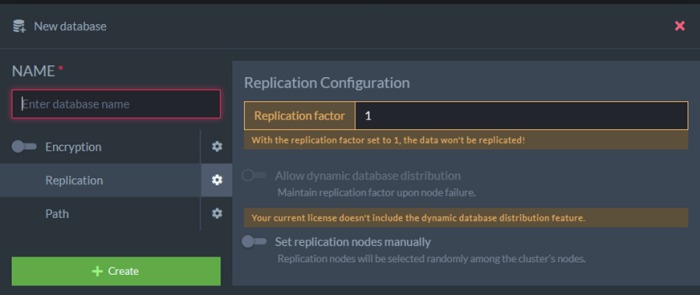 New database
NAME *
Enter database name
Encryption
Replication
Path
Create
Replication Configuration
Replication factor 1
With the replication factor set to 1, the data won't be replicated!
Allow dynamic database distribution
Maintain replication factor upon node failure.
Your current license doesn't include the dynamic database distribution feature.
Set replication nodes manually
Replication nodes will be selected randomly among the cluster's nodes.